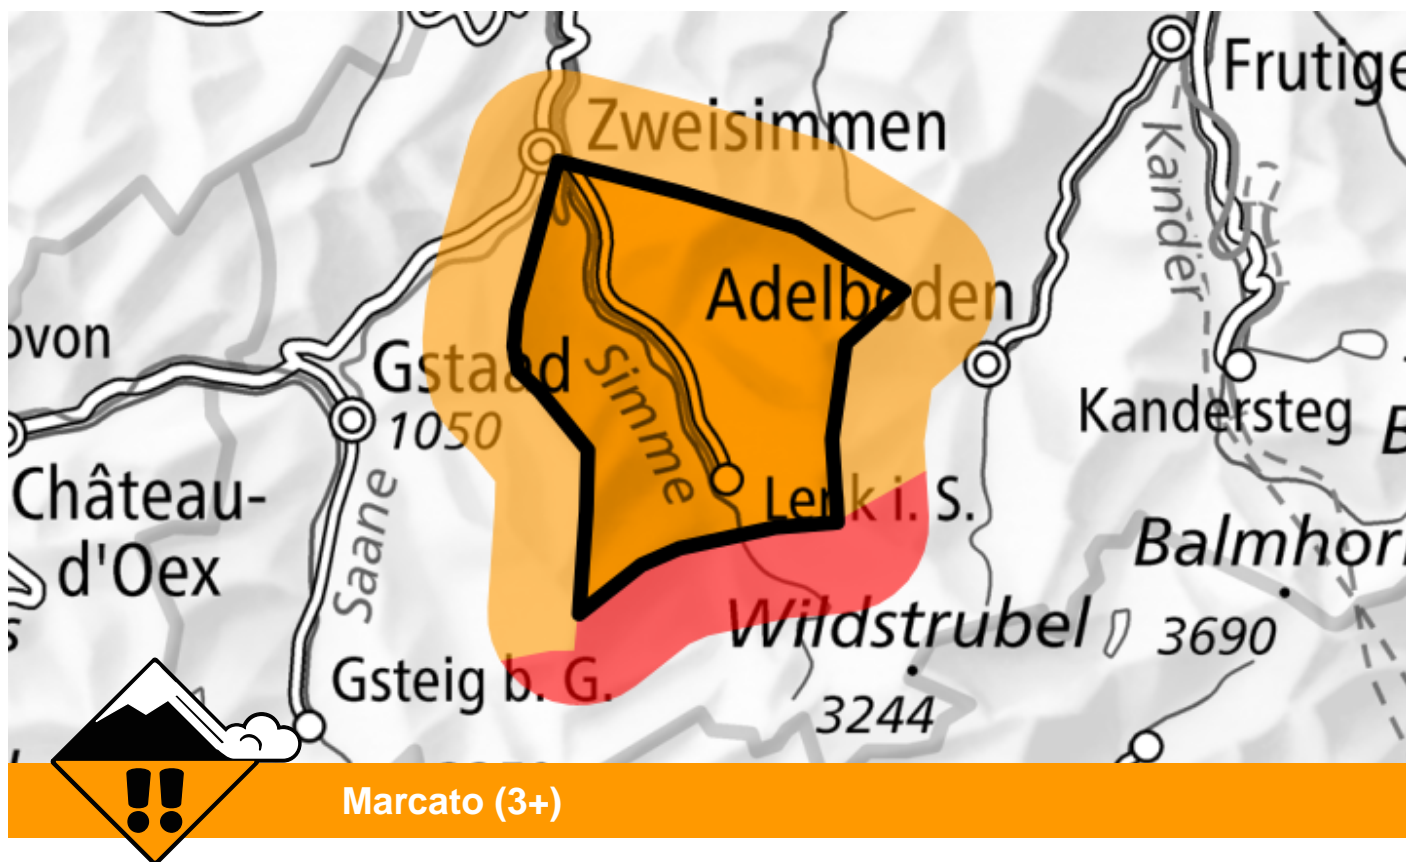 Frutige
Zweisimmen
Kander
Adelboden
ovon
Gstaad
1050
Simme
Kandersteg
B
Château-
d'Oex
Saane
Lenk i. S.
Balmhor
Wildstrubel
3690
Gsteig b. G.
3244
Marcato (3+)